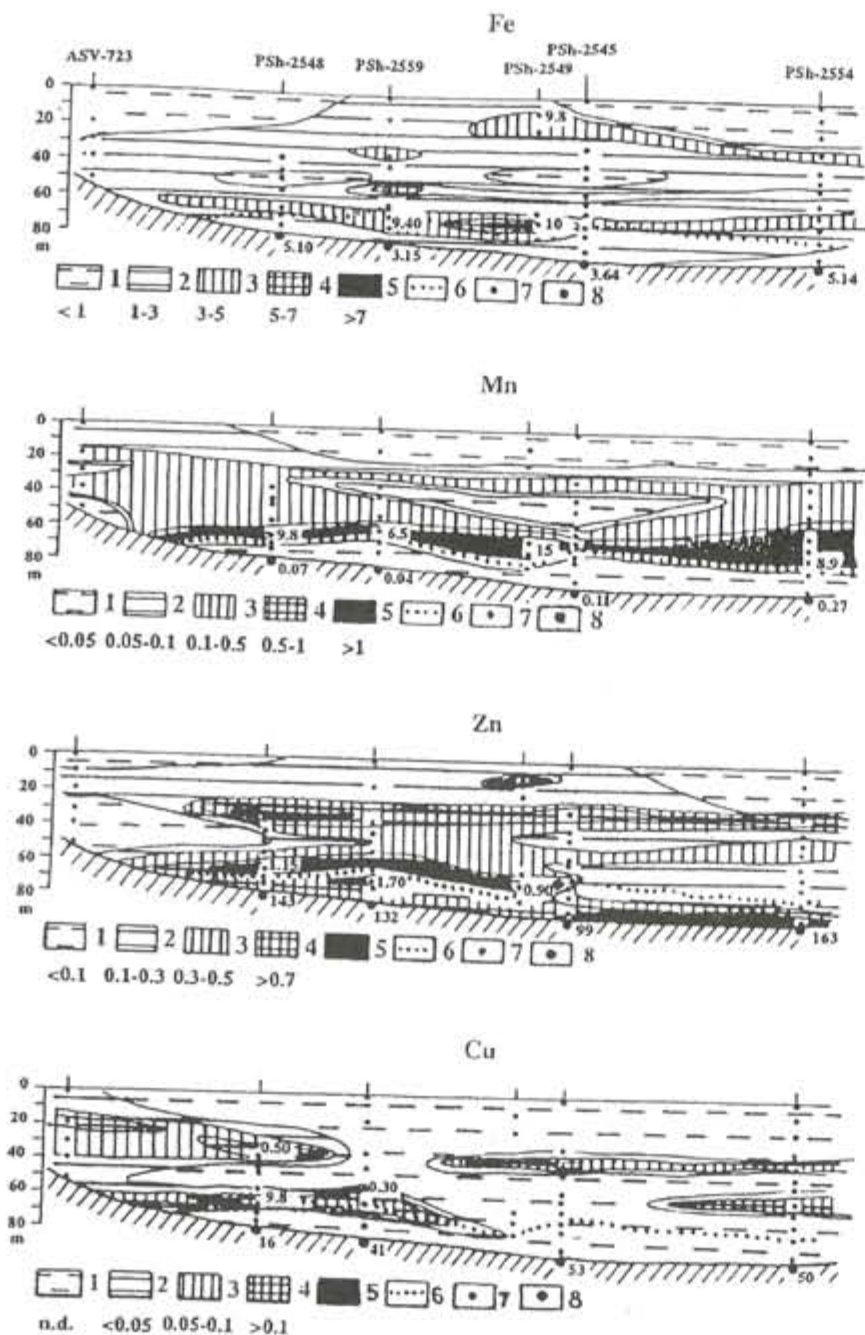 Fe
ASV-723 PSh-2548 PSh-2559 PSh-2549 PSh-2545 PSh-2554
0
20
9.8
40
60
80 9.40 10
m
5.10 3.15 3.64 5.14
1 2 3 4 5 6 7 8
<1 1-3 3-5 5-7 >7
Mn
0
20
40
60
9.8 6.5 15 8.9
80
m
0.07 0.04 0.11 0.27
1 2 3 4 5 6 7 8
<0.05 0.05-0.1 0.1-0.5 0.5-1 >1
Zn
0
20
40
60
1.70 0.90
80
m
143 132 99 163
1 2 3 4 5 6 7 8
<0.1 0.1-0.3 0.3-0.5 >0.7
Cu
0
20
0.50
40
60 0.30
9.8
80
m
16 41 53 50
1 2 3 4 5 6 7 8
n.d. <0.05 0.05-0.1 >0.1